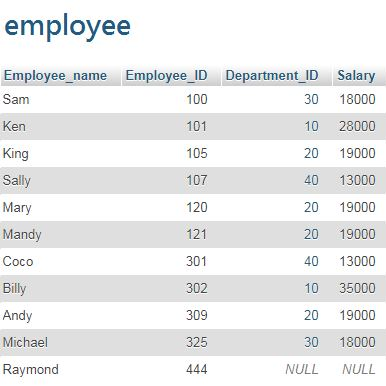 employee
Employee_name Employee_ID Department_ID Salary
Sam 100 30 18000
Ken 101 10 28000
King 105 20 19000
Sally 107 40 13000
Mary 120 20 19000
Mandy 121 20 19000
Coco 301 40 13000
Billy 302 10 35000
Andy 309 20 19000
Michael 325 30 18000
Raymond 444 NULL NULL